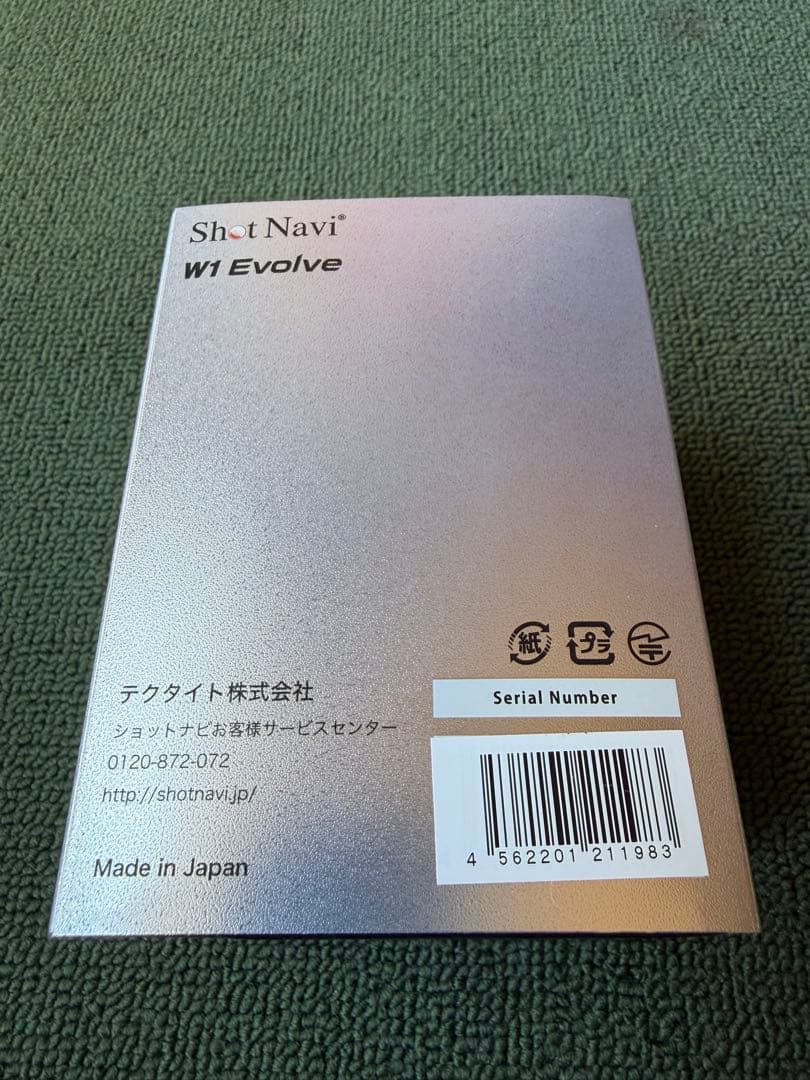 Shot Navi®
W1 Evolve
紙
プラ
テクタイト株式会社
ショットナビお客様サービスセンター
0120-872-072
http://shotnavi.jp/
Made in Japan
Serial Number
4 562201 211983